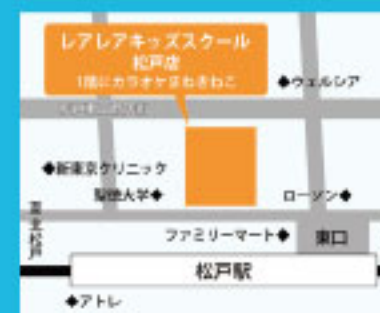 レアレアキッズスクール
松戸店
1階にカラオケまねきねこ
◆ウェルシア
◆新東京クリニック
聖徳大学◆
ローソン◆
ファミリーマート◆
東口
松戸駅
◆アトレ